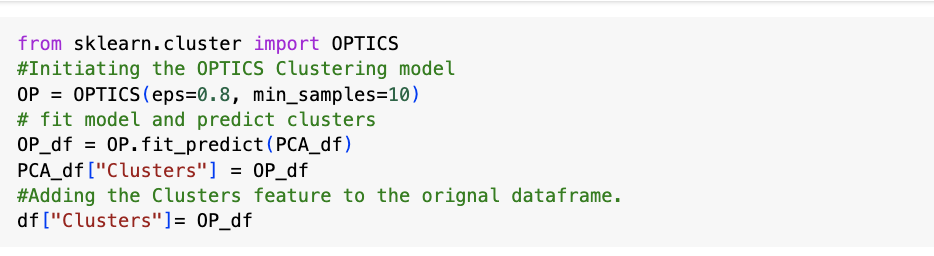 from sklearn.cluster import OPTICS
#Initiating the OPTICS Clustering model
OP = OPTICS(eps=0.8, min_samples=10)
# fit model and predict clusters
OP_df = OP.fit_predict(PCA_df)
PCA_df["Clusters"] = OP_df
#Adding the Clusters feature to the orignal dataframe.
df["Clusters"]= OP_df